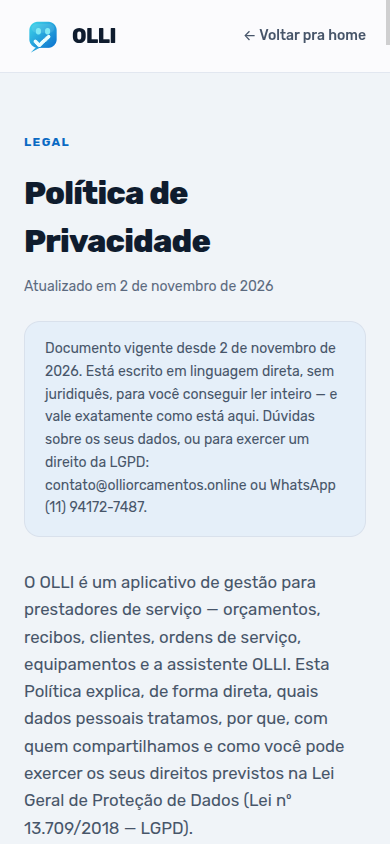 OLLI
← Voltar pra home
LEGAL
Política de
Privacidade
Atualizado em 2 de novembro de 2026
Documento vigente desde 2 de novembro de
2026. Está escrito em linguagem direta, sem
juridiquês, para você conseguir ler inteiro — e
vale exatamente como está aqui. Dúvidas
sobre os seus dados, ou para exercer um
direito da LGPD:
contato@olliorcamentos.online ou WhatsApp
(11) 94172-7487.
O OLLI é um aplicativo de gestão para
prestadores de serviço — orçamentos,
recibos, clientes, ordens de serviço,
equipamentos e a assistente OLLI. Esta
Política explica, de forma direta, quais
dados pessoais tratamos, por que, com
quem compartilhamos e como você pode
exercer os seus direitos previstos na Lei
Geral de Proteção de Dados (Lei nº
13.709/2018 — LGPD).